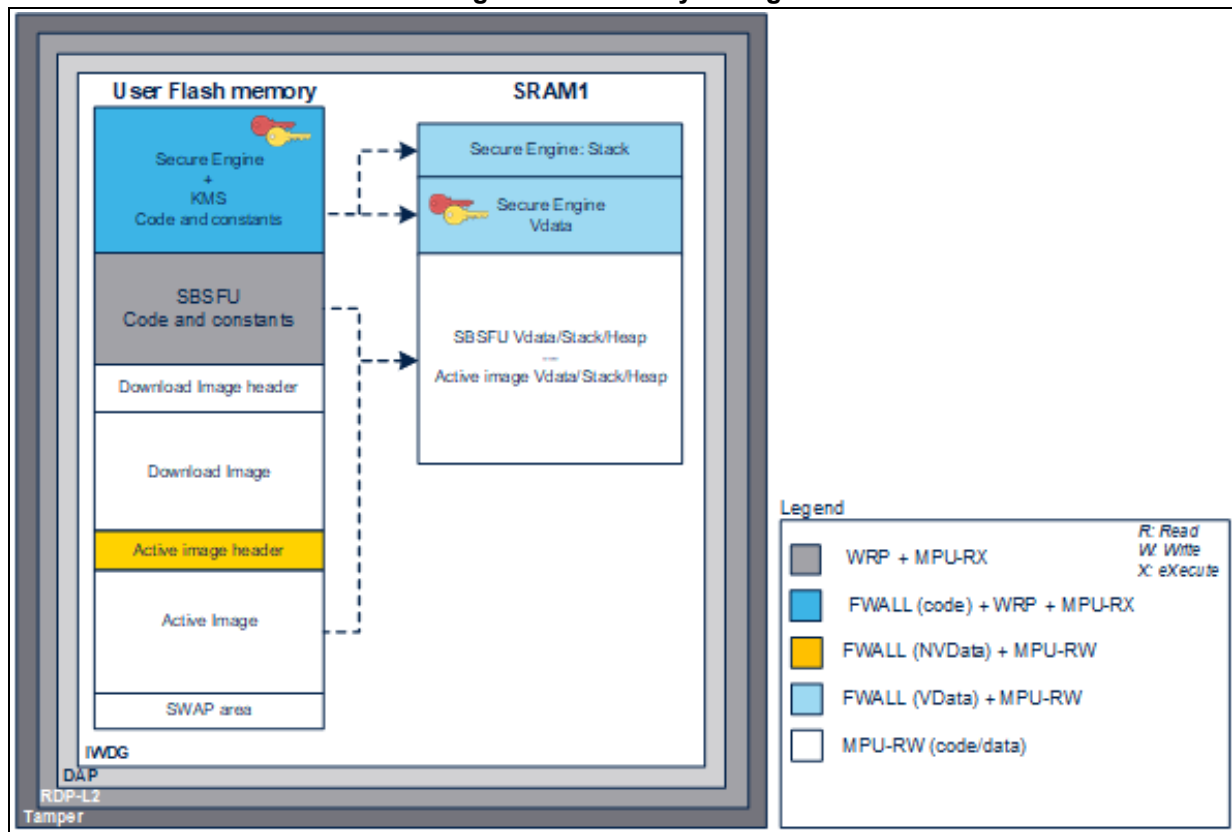 User Flash memory
SRAM1
Secure Engine
+
KMS
Code and constants
Secure Engine: Stack
Secure Engine
Vdata
SBSFU
Code and constants
SBSFU Vdata/Stack/Heap
---
Active image Vdata/Stack/Heap
Download Image header
Download Image
Active image header
Active Image
SWAP area
IWDG
DAP
RDP-L2
Tamper
Legend
R: Read
W: Write
X: eXecute
WRP + MPU-RX
FWALL (code) + WRP + MPU-RX
FWALL (NVData) + MPU-RW
FWALL (VData) + MPU-RW
MPU-RW (code/data)